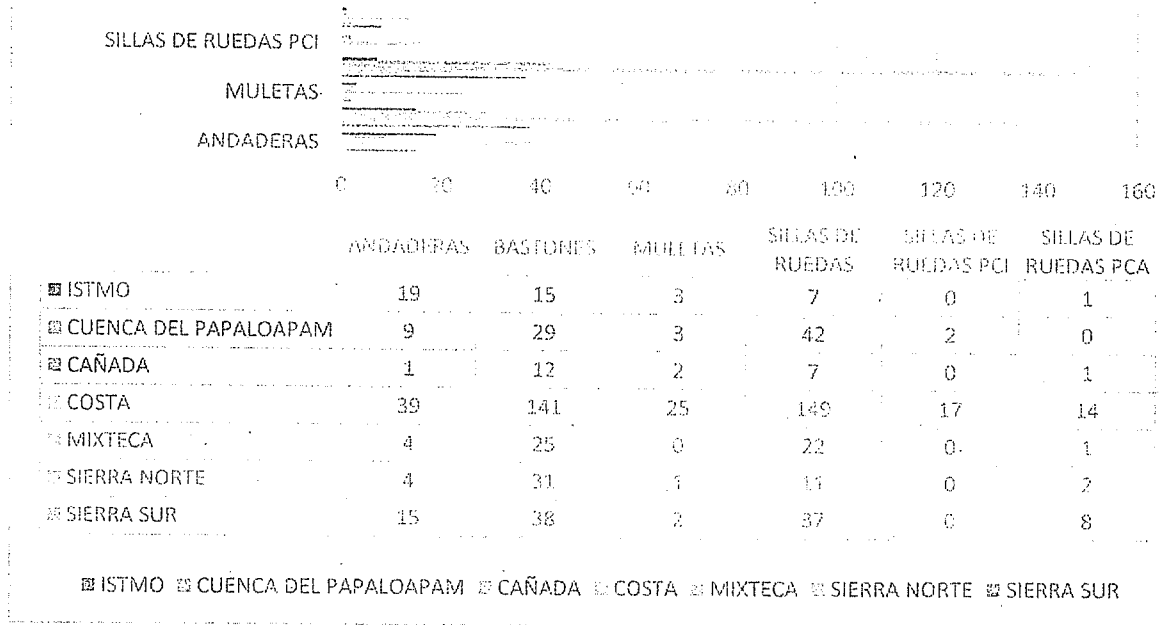 SILLAS DE RUEDAS PCI
MULETAS
ANDADERAS
0 20 40 60 80 100 120 140 160
ANDADERAS BASTONES MULETAS SILLAS DE RUEDAS SILLAS DE RUEDAS PCI SILLAS DE RUEDAS PCA
ISTMO 19 15 3 7 0 1
CUENCA DEL PAPALOAPAM 9 29 3 42 2 0
CAÑADA 1 12 2 7 0 1
COSTA 39 141 25 149 17 14
MIXTECA 4 25 0 22 0 1
SIERRA NORTE 4 31 1 11 0 2
SIERRA SUR 15 38 2 37 0 8
ISTMO CUENCA DEL PAPALOAPAM CAÑADA COSTA MIXTECA SIERRA NORTE SIERRA SUR